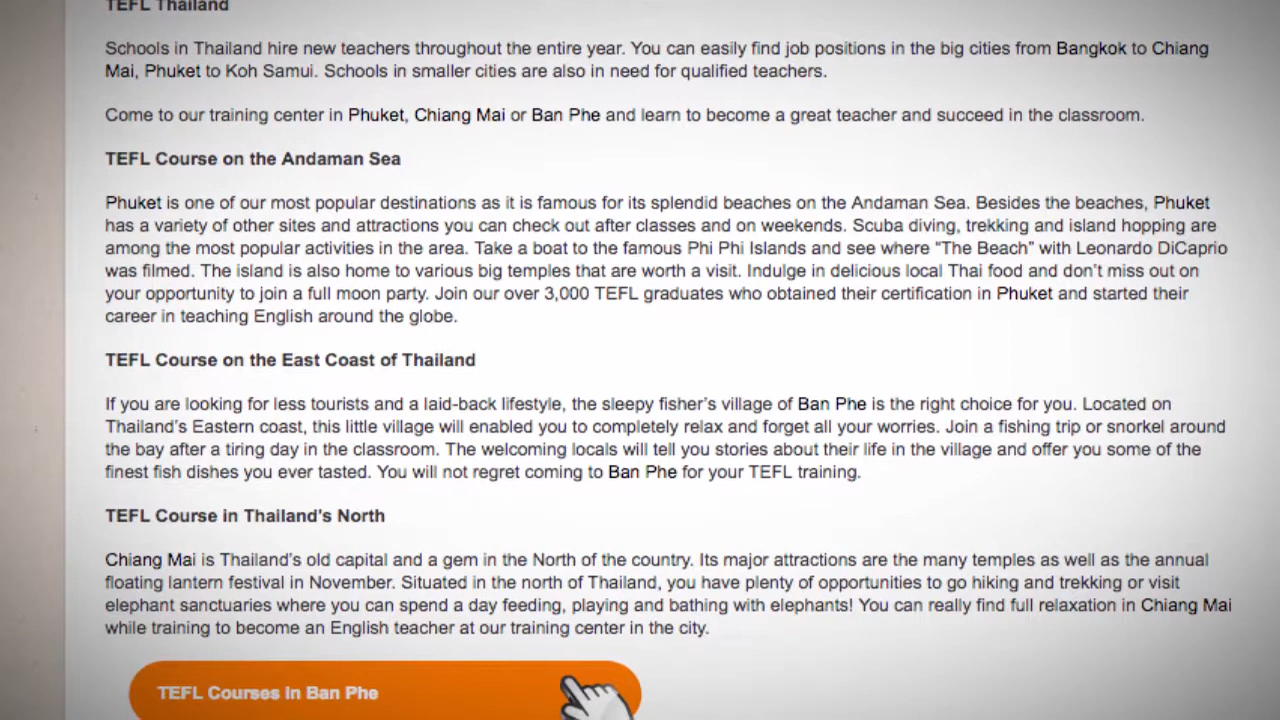 TEFL Thailand
Schools in Thailand hire new teachers throughout the entire year. You can easily find job positions in the big cities from Bangkok to Chiang
Mai, Phuket to Koh Samui. Schools in smaller cities are also in need for qualified teachers.
Come to our training center in Phuket, Chiang Mai or Ban Phe and learn to become a great teacher and succeed in the classroom.
TEFL Course on the Andaman Sea
Phuket is one of our most popular destinations as it is famous for its splendid beaches on the Andaman Sea. Besides the beaches, Phuket
has a variety of other sites and attractions you can check out after classes and on weekends. Scuba diving, trekking and island hopping are
among the most popular activities in the area. Take a boat to the famous Phi Phi Islands and see where “The Beach” with Leonardo DiCaprio
was filmed. The island is also home to various big temples that are worth a visit. Indulge in delicious local Thai food and don’t miss out on
your opportunity to join a full moon party. Join our over 3,000 TEFL graduates who obtained their certification in Phuket and started their
career in teaching English around the globe.
TEFL Course on the East Coast of Thailand
If you are looking for less tourists and a laid-back lifestyle, the sleepy fisher’s village of Ban Phe is the right choice for you. Located on
Thailand’s Eastern coast, this little village will enabled you to completely relax and forget all your worries. Join a fishing trip or snorkel around
the bay after a tiring day in the classroom. The welcoming locals will tell you stories about their life in the village and offer you some of the
finest fish dishes you ever tasted. You will not regret coming to Ban Phe for your TEFL training.
TEFL Course in Thailand’s North
Chiang Mai is Thailand’s old capital and a gem in the North of the country. Its major attractions are the many temples as well as the annual
floating lantern festival in November. Situated in the north of Thailand, you have plenty of opportunities to go hiking and trekking or visit
elephant sanctuaries where you can spend a day feeding, playing and bathing with elephants! You can really find full relaxation in Chiang Mai
while training to become an English teacher at our training center in the city.
TEFL Courses in Ban Phe